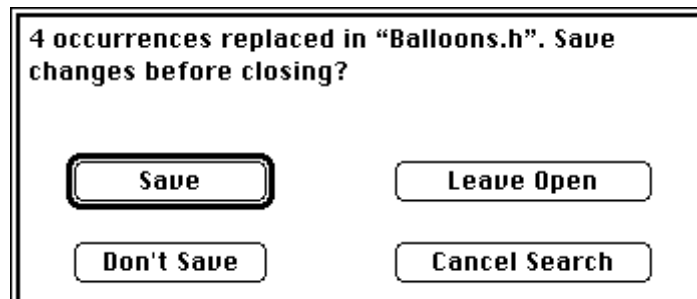 4 occurrences replaced in “Balloons.h”. Save
changes before closing?
Save
Leave Open
Don't Save
Cancel Search